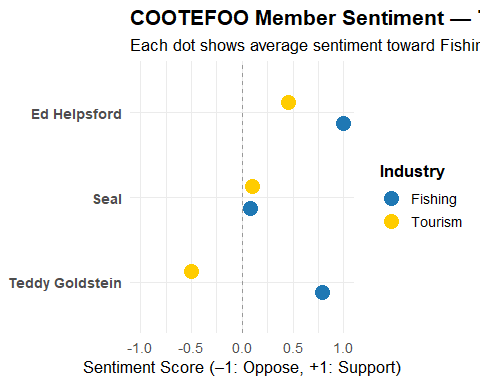 COOTEFOO Member Sentiment —
Each dot shows average sentiment toward
Ed Helpsford
Seal
Teddy Goldstein
-1.0 -0.5 0.0 0.5 1.0
Sentiment Score (–1: Oppose, +1: Support)
Industry
Fishing
Tourism